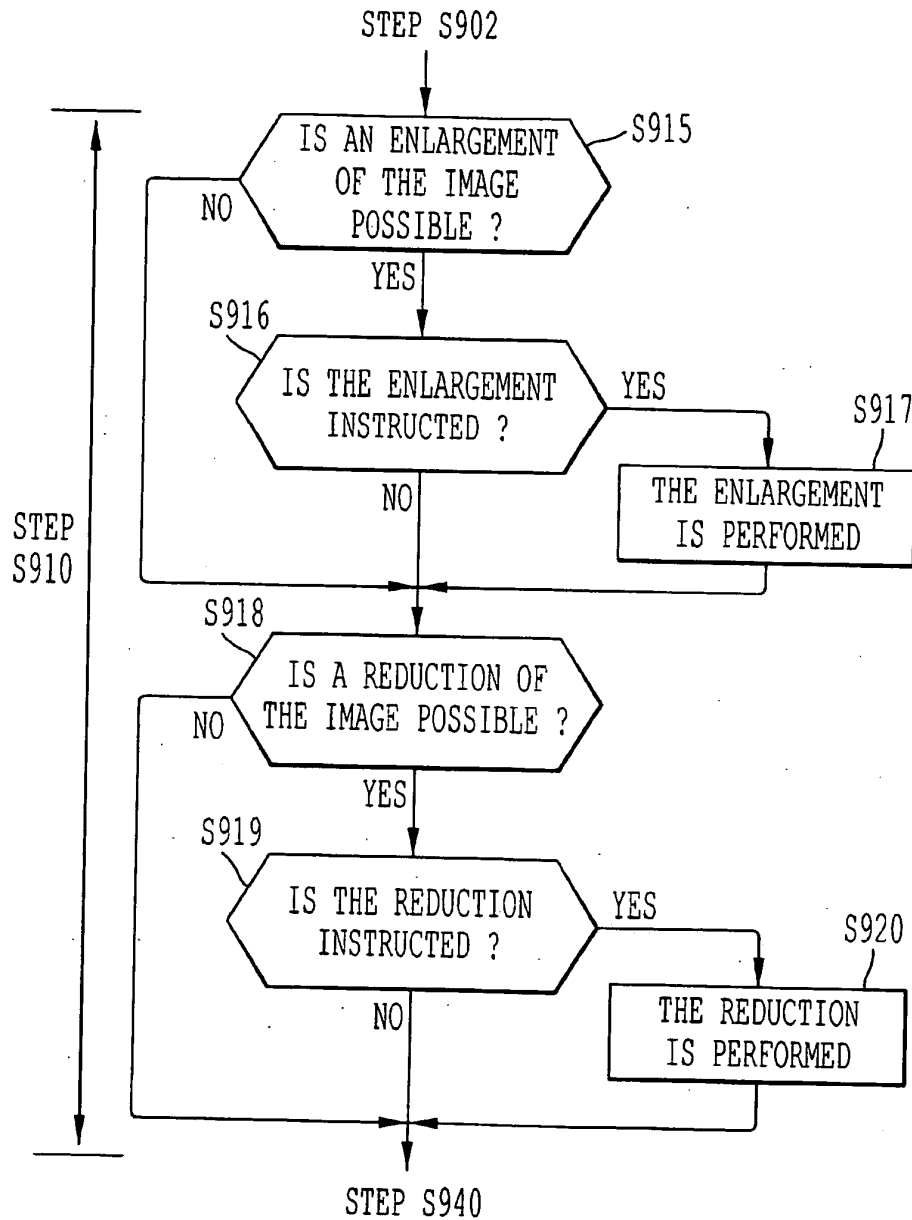 STEP S902
IS AN ENLARGEMENT
OF THE IMAGE
POSSIBLE ?
S915
NO
YES
S916
IS THE ENLARGEMENT
INSTRUCTED ?
YES
S917
THE ENLARGEMENT
IS PERFORMED
NO
STEP
S910
S918
IS A REDUCTION OF
THE IMAGE POSSIBLE ?
NO
YES
S919
IS THE REDUCTION
INSTRUCTED ?
YES
S920
THE REDUCTION
IS PERFORMED
NO
STEP S940